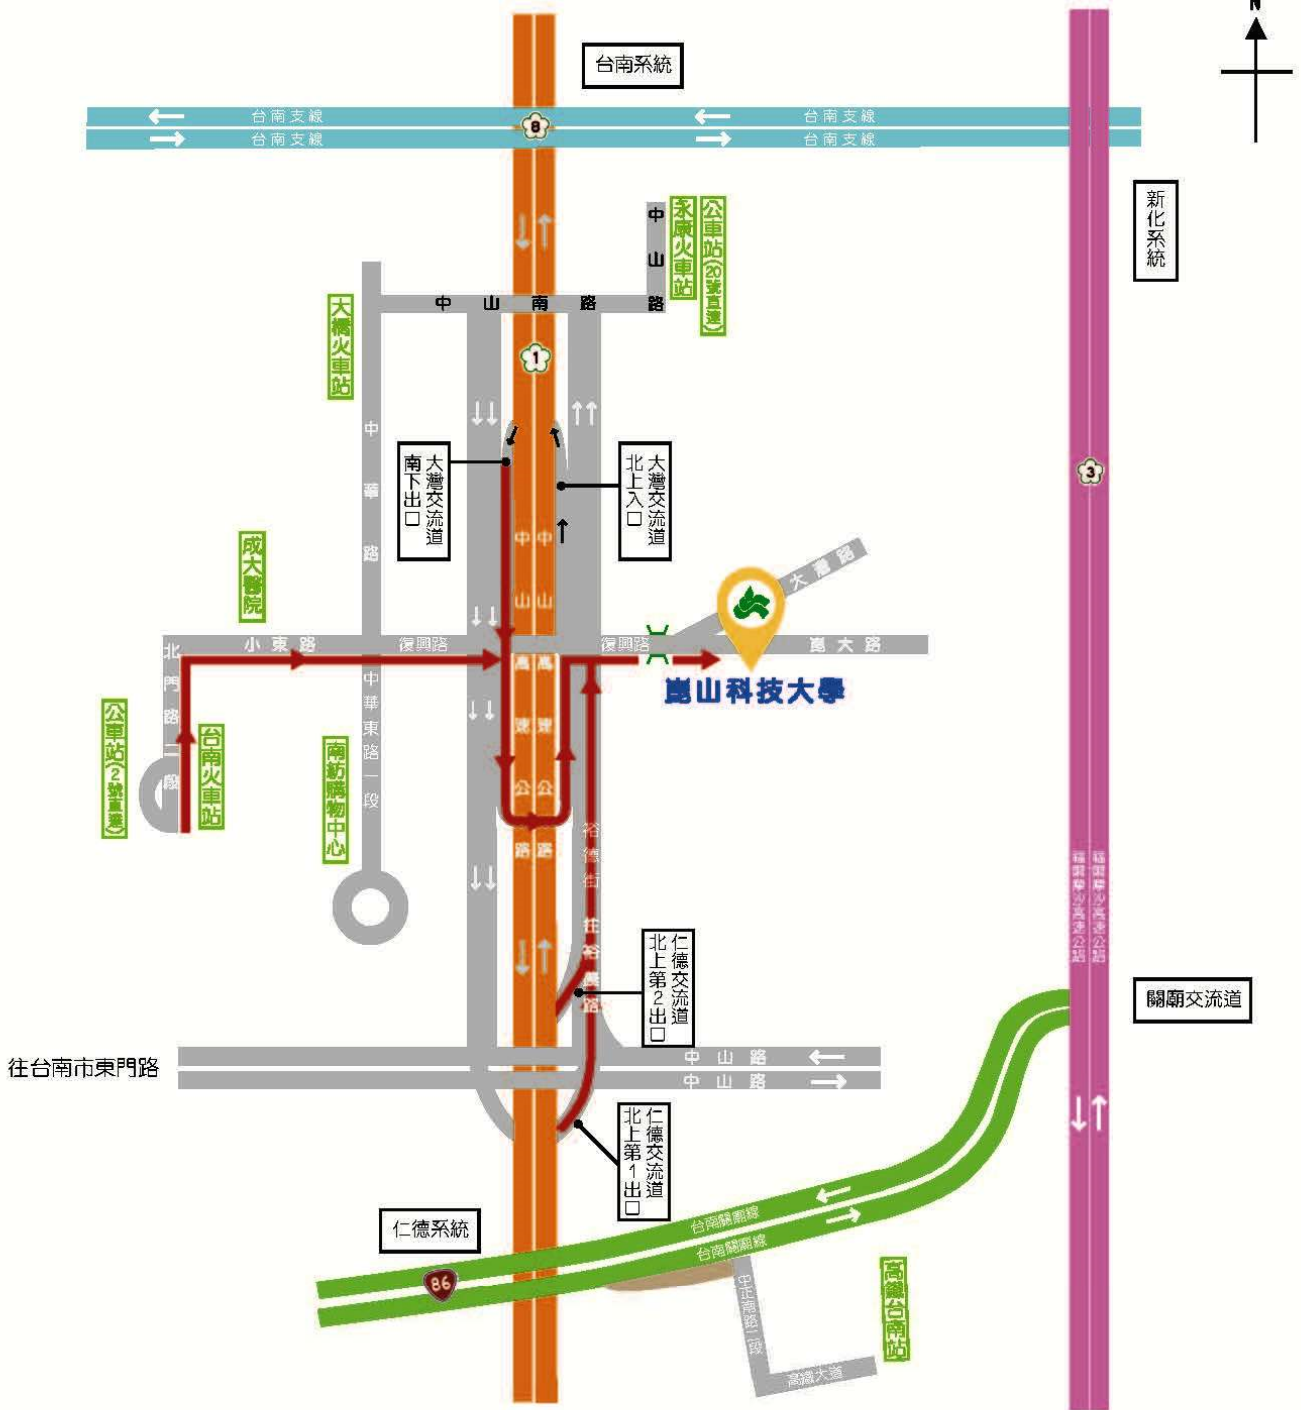 N
台南系統
台南支線
台南支線
台南支線
台南支線
8
新化系統
中山路
永康火車站
公車站(20號直達)
大橋火車站
中山南路
1
中華路
大灣交流道
南下出口
大灣交流道
北上入口
3
成大醫院
中山高速公路
中山高速公路
大灣路
小東路
復興路
復興路
崑大路
崑山科技大學
北門路二段
公車站(2號直達)
台南火車站
中華東路一段
南紡購物中心
裕德街
往裕農路
福爾摩沙高速公路
福爾摩沙高速公路
仁德交流道
北上第2出口
關廟交流道
往台南市東門路
中山路
中山路
仁德交流道
北上第1出口
仁德系統
86
台南關廟線
台南關廟線
中正南路一段
高鐵大道
高鐵台南站